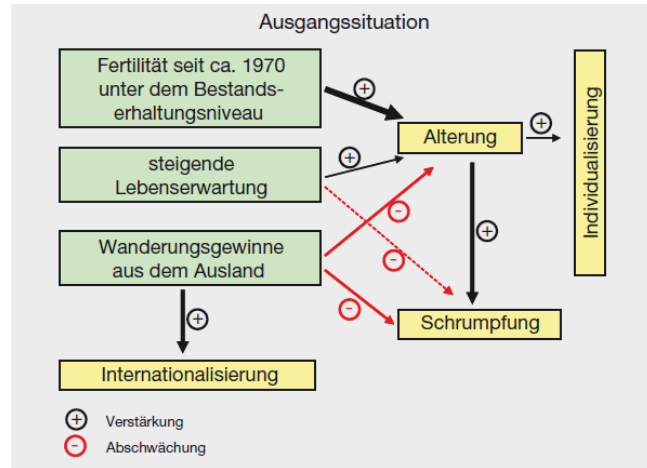 Ausgangssituation
Fertilität seit ca. 1970
unter dem Bestands-
erhaltungsniveau
+
Alterung
+
Individualisierung
steigende
Lebenserwartung
+
-
-
+
Wanderungsgewinne
aus dem Ausland
-
Schrumpfung
+
Internationalisierung
+ Verstärkung
- Abschwächung